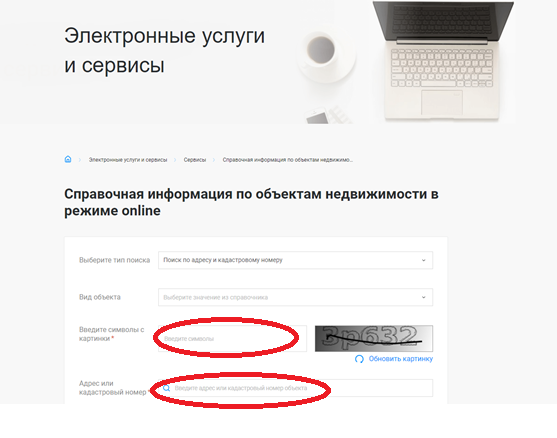 Электронные услуги
и сервисы
Электронные услуги и сервисы
Сервисы
Справочная информация по объектам недвижимо...
Справочная информация по объектам недвижимости в
режиме online
Выберите тип поиска
Поиск по адресу и кадастровому номеру
Вид объекта
Выберите значение из справочника
Введите символы с
картинки *
Введите символы
3p632
Обновить картинку
Адрес или
кадастровый номер *
Введите адрес или кадастровый номер объекта